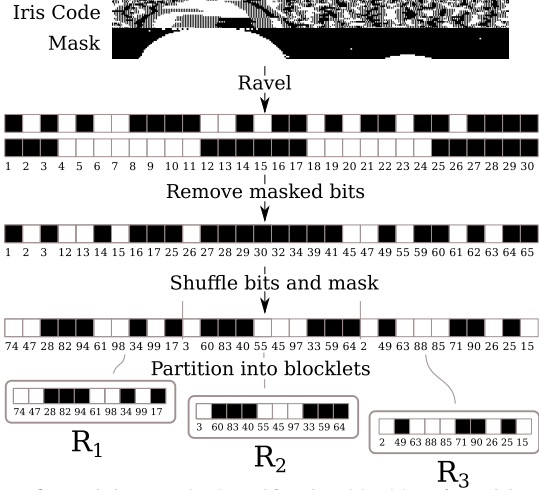 Iris Code
Mask
Ravel
1 2 3 4 5 6 7 8 9 10 11 12 13 14 15 16 17 18 19 20 21 22 23 24 25 26 27 28 29 30
Remove masked bits
1 2 3 12 13 14 15 16 17 25 26 27 28 29 30 32 34 39 41 45 47 49 55 59 60 61 62 63 64 65
Shuffle bits and mask
74 47 28 82 94 61 98 34 99 17 3 60 83 40 55 45 97 33 59 64 2 49 63 88 85 71 90 26 25 15
Partition into blocklets
74 47 28 82 94 61 98 34 99 17
3 60 83 40 55 45 97 33 59 64
2 49 63 88 85 71 90 26 25 15
R1
R2
R3